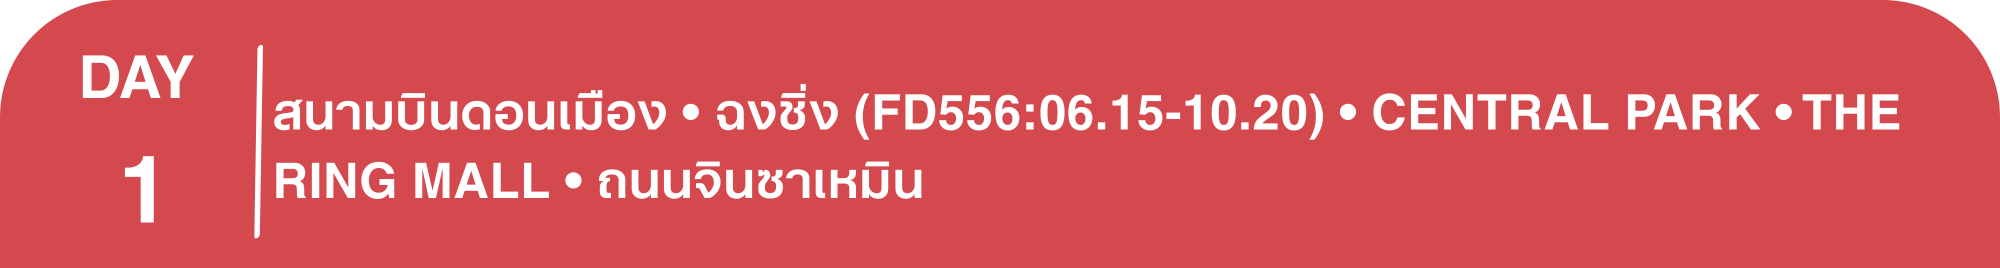 DAY
1
สนามบินดอนเมือง • ฉงชิ่ง (FD556:06.15-10.20) • CENTRAL PARK • THE
RING MALL • ถนนจินซาเหมิน